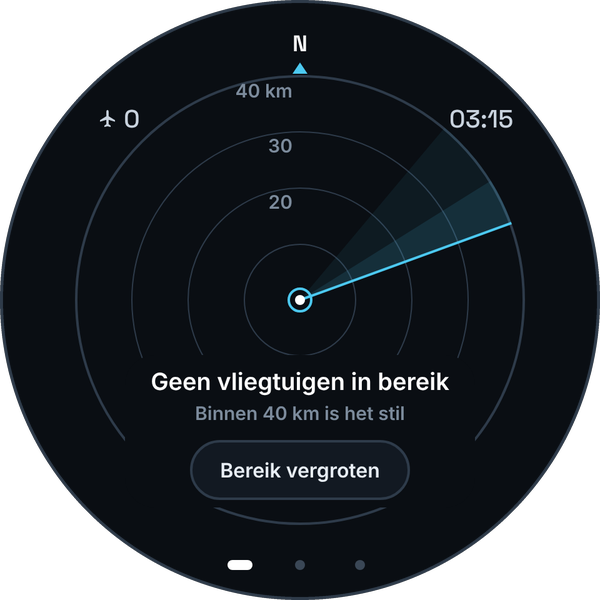 N
40 km
0
03:15
30
20
Geen vliegtuigen in bereik
Binnen 40 km is het stil
Bereik vergroten